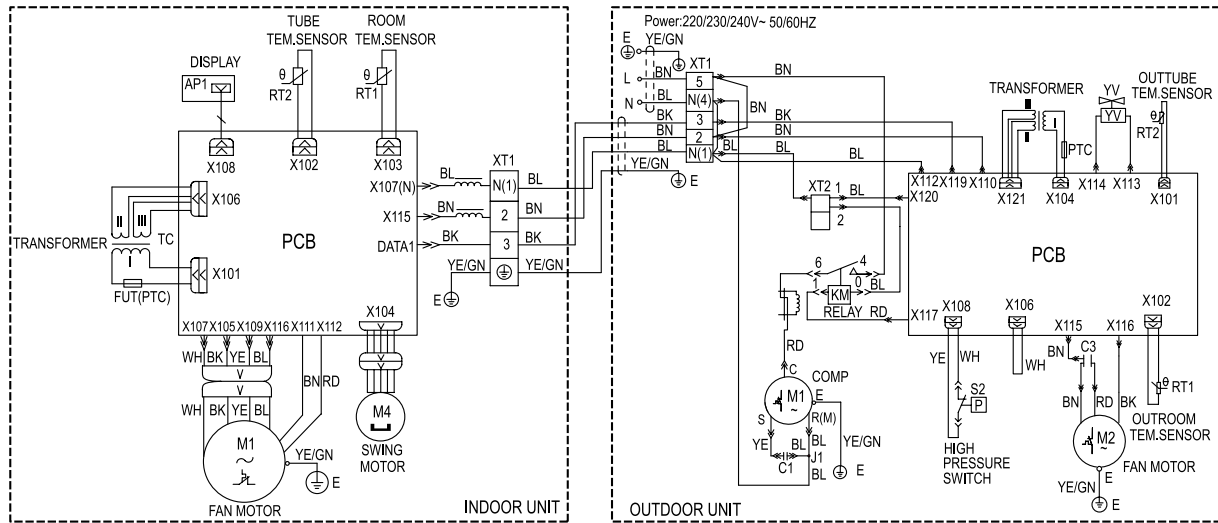 TUBE
TEM.SENSOR
ROOM
TEM.SENSOR
DISPLAY
AP1
θ
RT2
θ
RT1
X108
X102
X103
X106
X107(N)
BL
XT1
N(1)
BL
X115
BN
2
BN
II
III
TRANSFORMER
TC
PCB
DATA1
BK
3
BK
I
X101
YE/GN
YE/GN
FUT(PTC)
E
X104
X107 X105 X109 X116 X111 X112
WH BK YE BL
V
V
BN RD
V
V
WH BK YE BL
M1
~
M4
SWING
MOTOR
YE/GN
E
FAN MOTOR
INDOOR UNIT
Power:220/230/240V~ 50/60HZ
E
YE/GN
XT1
L
BN
5
BN
N
BL
N(4)
BN
BK
3
BK
BN
2
BN
BL
N(1)
BL
BL
YE/GN
E
TRANSFORMER
II
I
II
PTC
YV
YV
OUTTUBE
TEM.SENSOR
θ
RT2
X112 X119 X110
X120
X121
X104
X114
X113
X101
XT2
1
BL
2
PCB
6
4
1
KM
0
BL
RELAY
RD
X117
X108
X106
X102
X115
X116
RD
C
COMP
M1
~
E
S
R(M)
YE
BL
BL
C1
J1
BL
YE/GN
E
YE
WH
S2
P
HIGH
PRESSURE
SWITCH
WH
BN
C3
BN
RD
BK
M2
~
FAN MOTOR
E
YE/GN
E
θ
RT1
OUTROOM
TEM.SENSOR
OUTDOOR UNIT